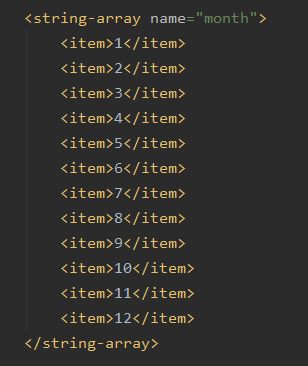 <string-array name="month">
<item>1</item>
<item>2</item>
<item>3</item>
<item>4</item>
<item>5</item>
<item>6</item>
<item>7</item>
<item>8</item>
<item>9</item>
<item>10</item>
<item>11</item>
<item>12</item>
</string-array>